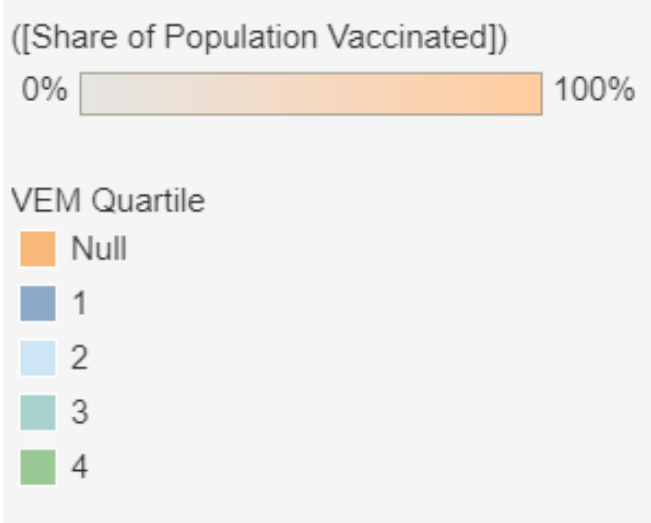 ([Share of Population Vaccinated])
0% 100%
VEM Quartile
Null
1
2
3
4